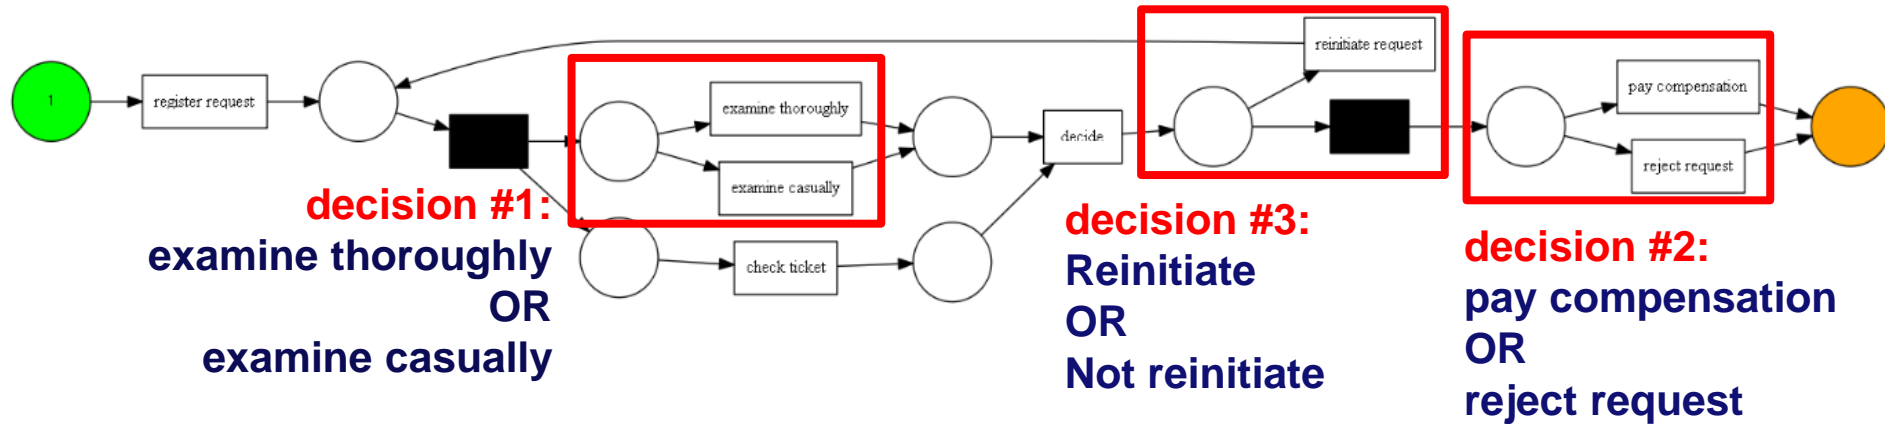 1
register request
examine thoroughly
examine casually
check ticket
decide
reinitiate request
pay compensation
reject request
decision #1:
examine thoroughly
OR
examine casually
decision #3:
Reinitiate
OR
Not reinitiate
decision #2:
pay compensation
OR
reject request